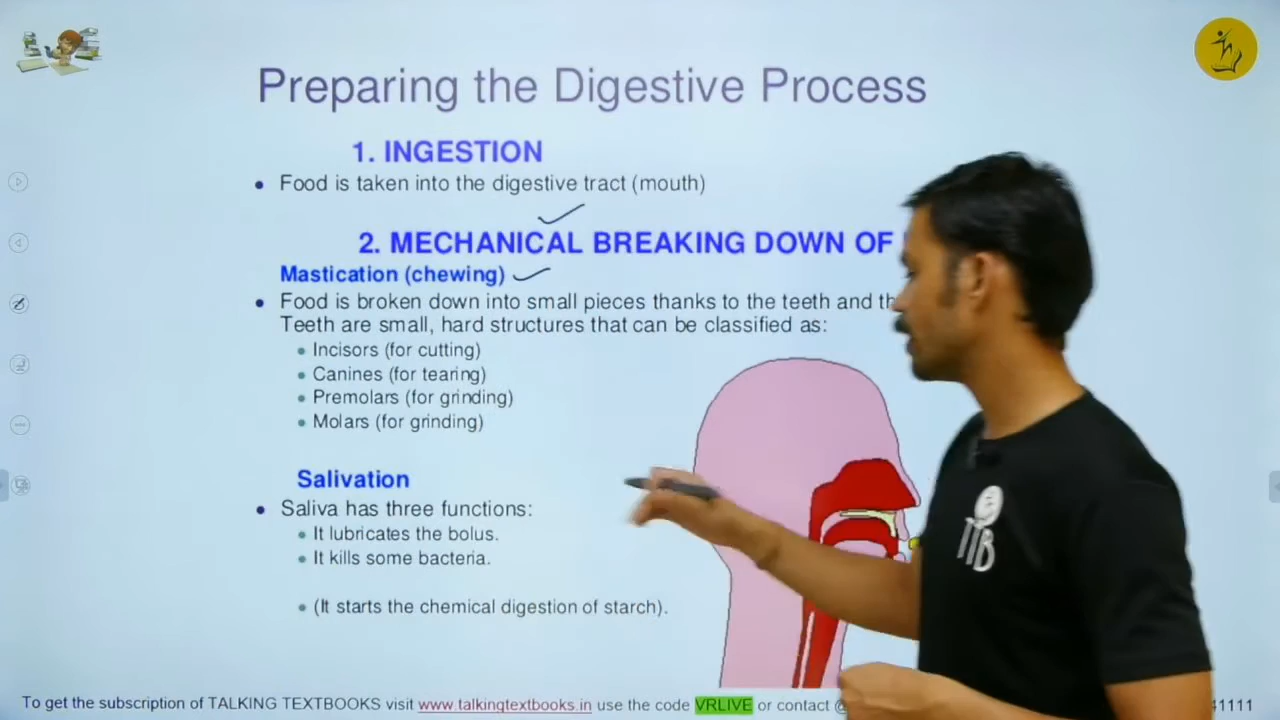 Preparing the Digestive Process
1. INGESTION
• Food is taken into the digestive tract (mouth)
2. MECHANICAL BREAKING DOWN OF
Mastication (chewing)
• Food is broken down into small pieces thanks to the teeth and
Teeth are small, hard structures that can be classified as:
• Incisors (for cutting)
• Canines (for tearing)
• Premolars (for grinding)
• Molars (for grinding)
Salivation
• Saliva has three functions:
• It lubricates the bolus.
• It kills some bacteria.
• (It starts the chemical digestion of starch).
TTB
To get the subscription of TALKING TEXTBOOKS visit www.talkingtextbooks.in use the code VRLIVE or contact @ 41111